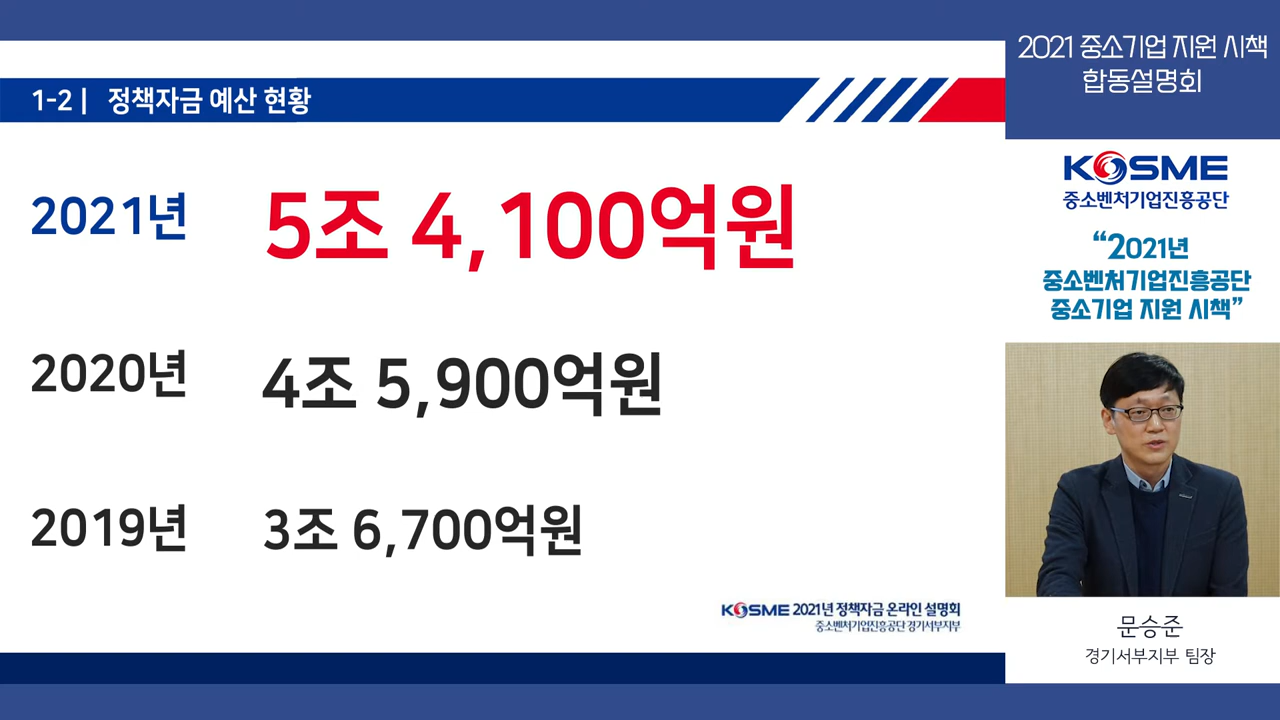 1-2 | 정책자금 예산 현황
2021년 5조 4,100억원
2020년 4조 5,900억원
2019년 3조 6,700억원
KOSME 2021년 정책자금 온라인 설명회
중소벤처기업진흥공단 경기서부지부
2021 중소기업 지원 시책
합동설명회
KOSME
중소벤처기업진흥공단
“2021년
중소벤처기업진흥공단
중소기업 지원 시책”
문승준
경기서부지부 팀장